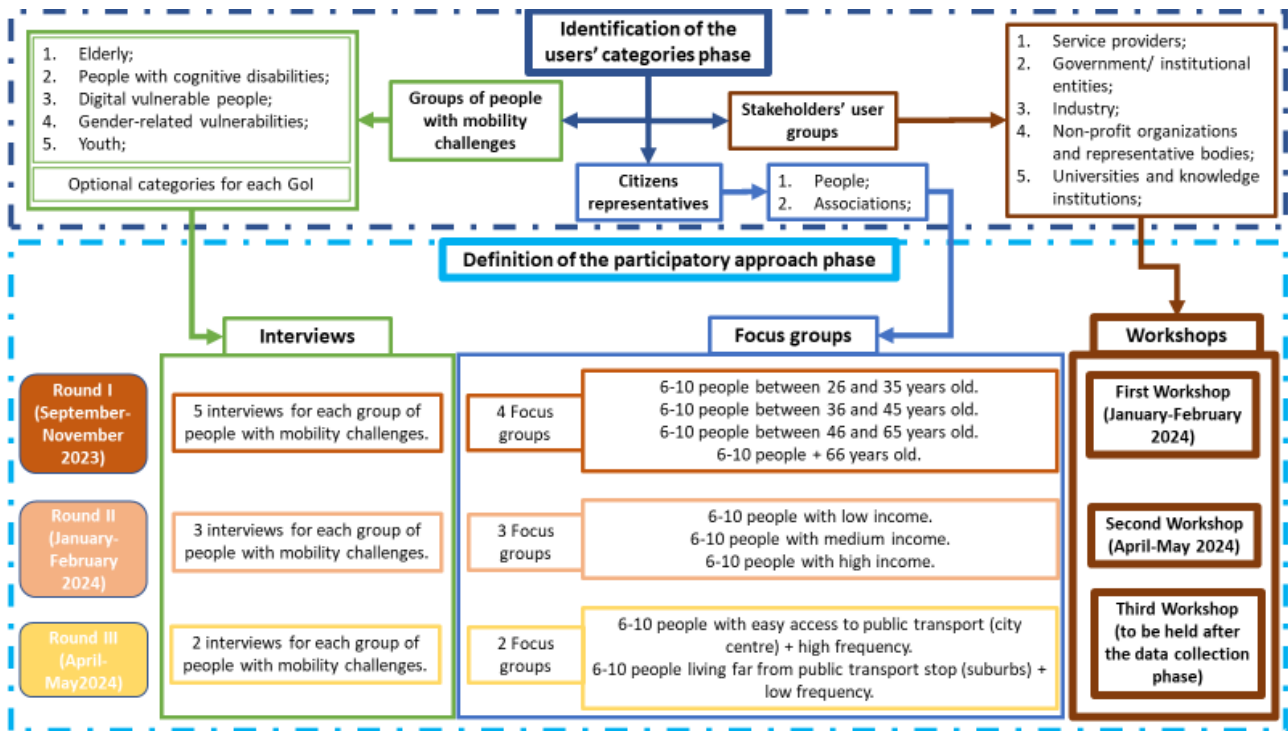 Identification of the
users' categories phase
1. Elderly;
2. People with cognitive disabilities;
3. Digital vulnerable people;
4. Gender-related vulnerabilities;
5. Youth;
Optional categories for each GoI
Groups of people
with mobility
challenges
Stakeholders' user
groups
1. Service providers;
2. Government/ institutional
entities;
3. Industry;
4. Non-profit organizations
and representative bodies;
5. Universities and knowledge
institutions;
Citizens
representatives
1. People;
2. Associations;
Definition of the participatory approach phase
Interviews
Focus groups
Workshops
Round I
(September-
November
2023)
5 interviews for each group of
people with mobility challenges.
4 Focus
groups
6-10 people between 26 and 35 years old.
6-10 people between 36 and 45 years old.
6-10 people between 46 and 65 years old.
6-10 people + 66 years old.
First Workshop
(January-February
2024)
Round II
(January-
February
2024)
3 interviews for each group of
people with mobility challenges.
3 Focus
groups
6-10 people with low income.
6-10 people with medium income.
6-10 people with high income.
Second Workshop
(April-May 2024)
Round III
(April-
May2024)
2 interviews for each group of
people with mobility challenges.
2 Focus
groups
6-10 people with easy access to public transport (city
centre) + high frequency.
6-10 people living far from public transport stop (suburbs) +
low frequency.
Third Workshop
(to be held after
the data collection
phase)